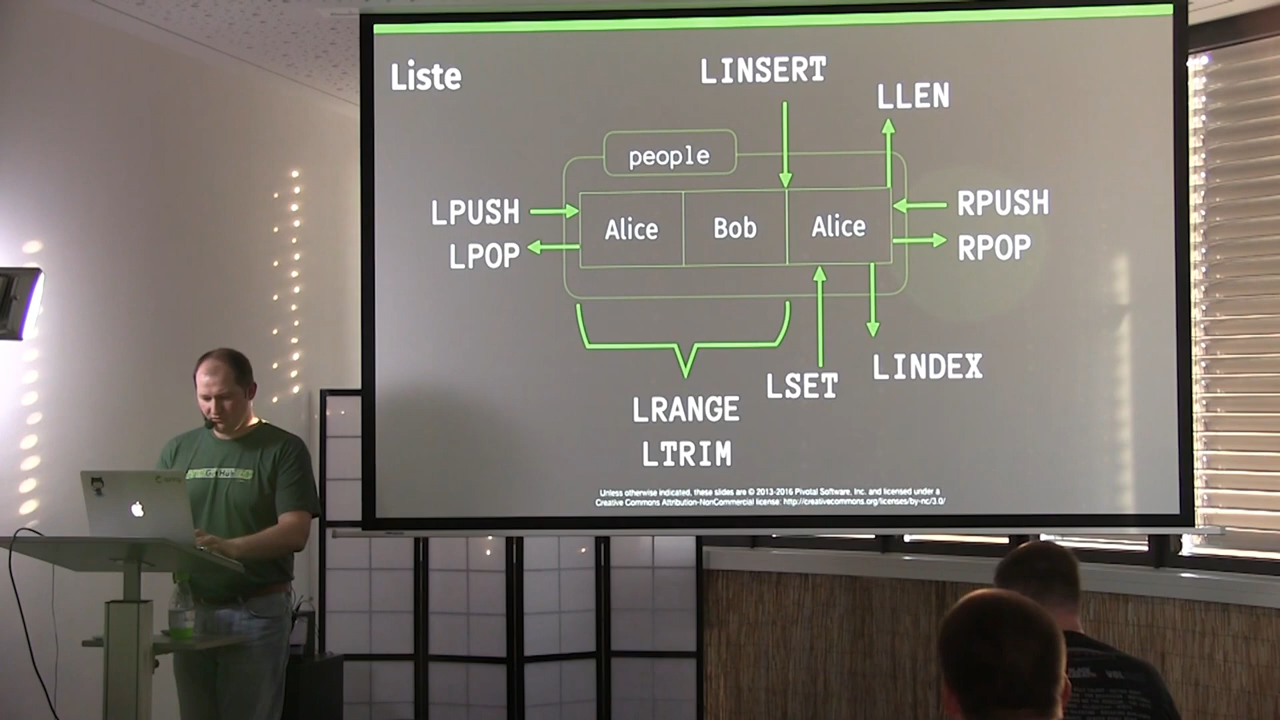 Liste
LINSERT
LLEN
people
LPUSH
LPOP
Alice
Bob
Alice
RPUSH
RPOP
LRANGE
LTRIM
LSET
LINDEX
Unless otherwise indicated, these slides are © 2013-2016 Pivotal Software, Inc. and licensed under a
Creative Commons Attribution-NonCommercial license: http://creativecommons.org/licenses/by-nc/3.0/
GitHub